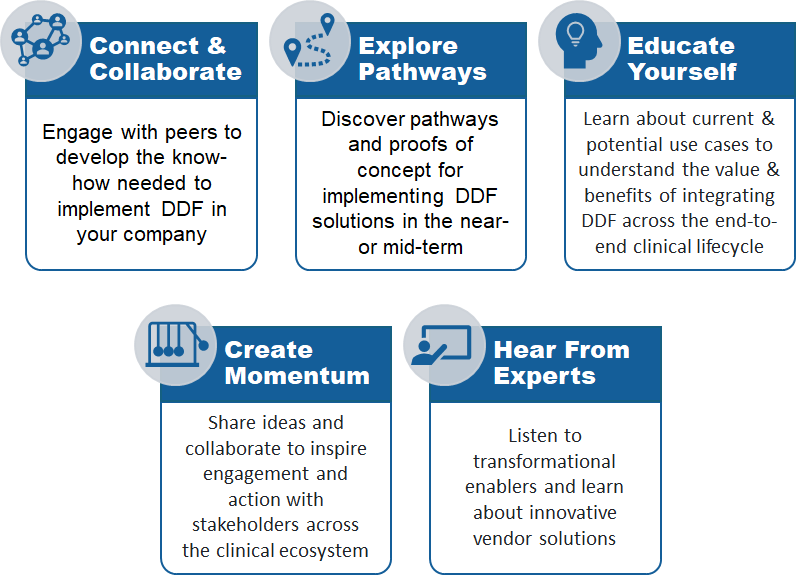 Connect &
Collaborate
Engage with peers to
develop the know-
how needed to
implement DDF in
your company
Explore
Pathways
Discover pathways
and proofs of
concept for
implementing DDF
solutions in the near-
or mid-term
Educate
Yourself
Learn about current &
potential use cases to
understand the value &
benefits of integrating
DDF across the end-to-
end clinical lifecycle
Create
Momentum
Share ideas and
collaborate to inspire
engagement and
action with
stakeholders across
the clinical ecosystem
Hear From
Experts
Listen to
transformational
enablers and learn
about innovative
vendor solutions